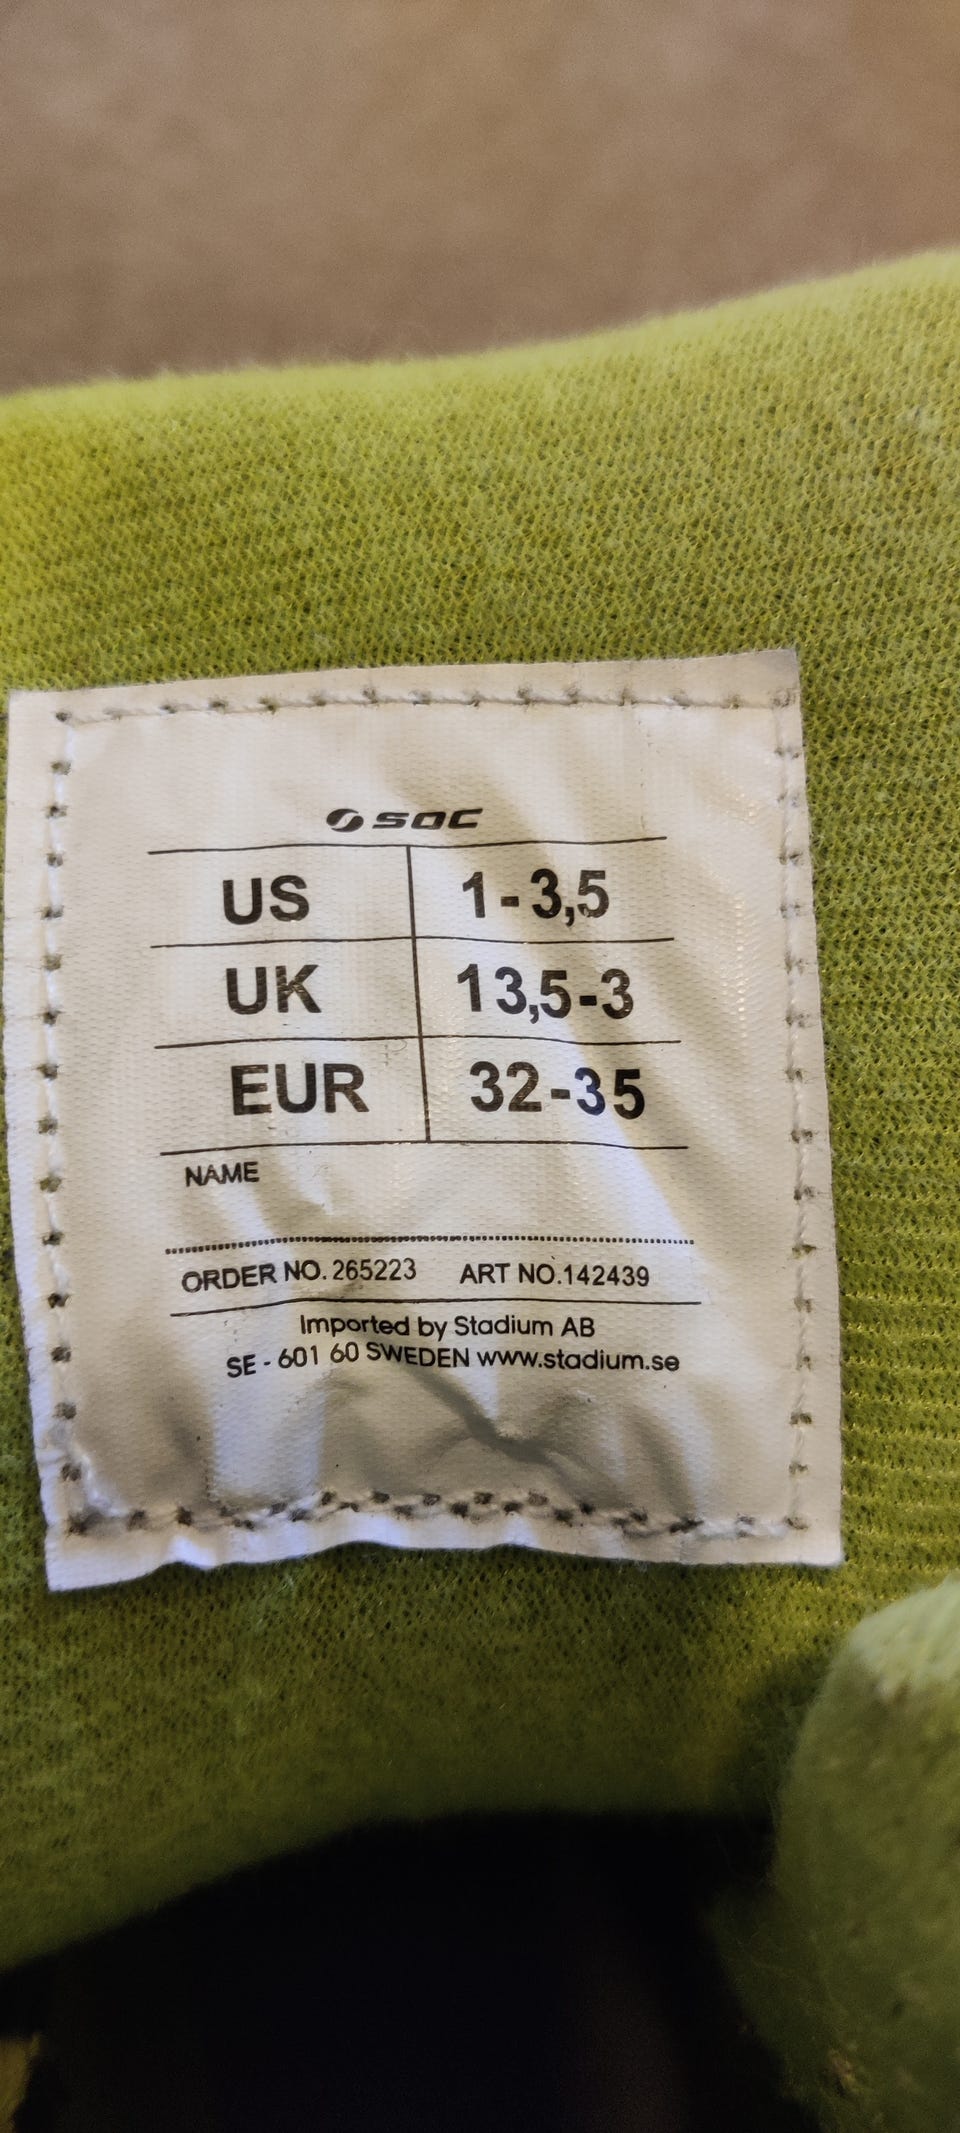 SOC
US 1-3,5
UK 13,5-3
EUR 32-35
NAME
ORDER NO. 265223 ART NO.142439
Imported by Stadium AB
SE - 601 60 SWEDEN www.stadium.se